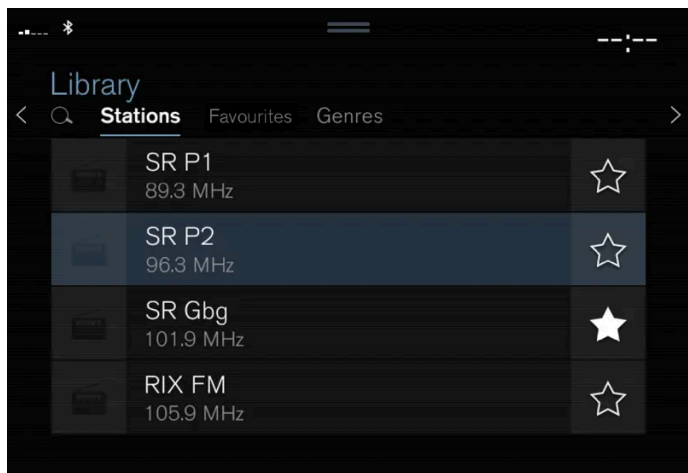 --:--
Library
Stations Favourites Genres
SR P1
89.3 MHz
SR P2
96.3 MHz
SR Gbg
101.9 MHz
RIX FM
105.9 MHz